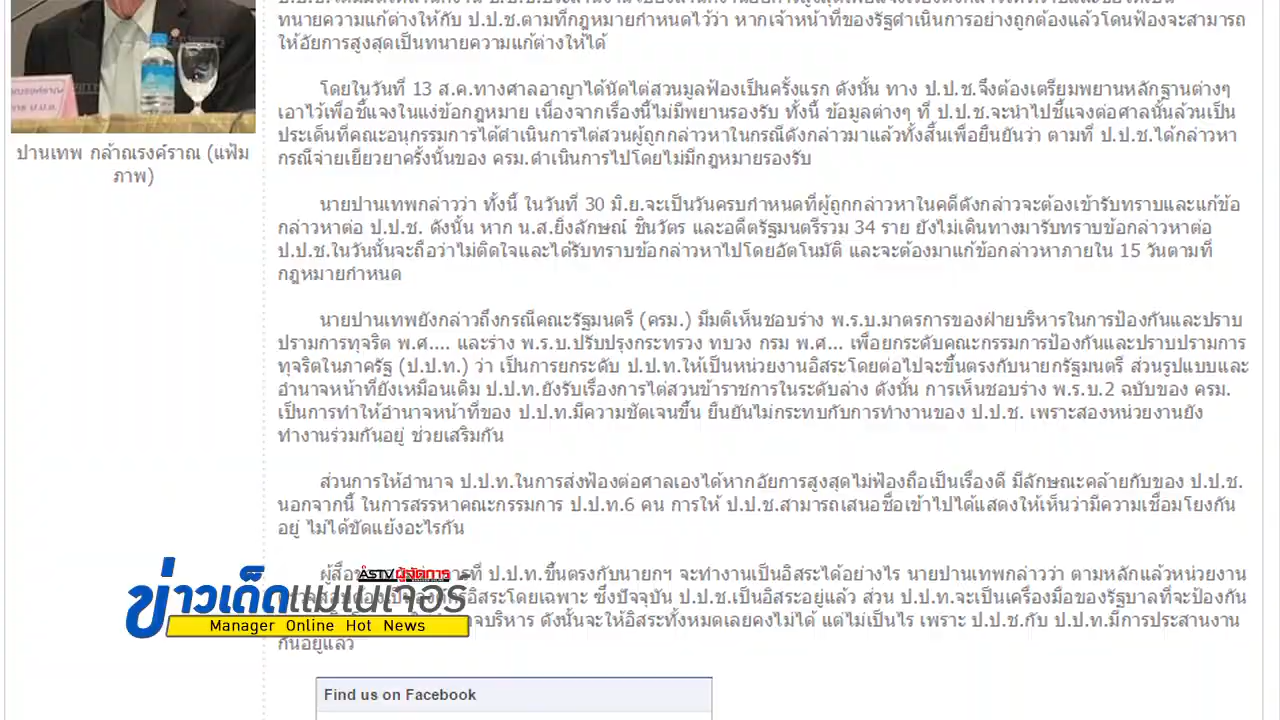 ทนายความแก้ต่างให้กับ ป.ป.ช.ตามที่กฎหมายกำหนดไว้ว่า หากเจ้าหน้าที่ของรัฐดำเนินการอย่างถูกต้องแล้วโดนฟ้องจะสามารถ
ให้อัยการสูงสุดเป็นทนายความแก้ต่างให้ได้
โดยในวันที่ 13 ส.ค.ทางศาลอาญาได้นัดไต่สวนมูลฟ้องเป็นครั้งแรก ดังนั้น ทาง ป.ป.ช.จึงต้องเตรียมพยานหลักฐานต่างๆ
เอาไว้เพื่อชี้แจงในแง่ข้อกฎหมาย เนื่องจากเรื่องนี้ไม่มีพยานรองรับ ทั้งนี้ ข้อมูลต่างๆ ที่ ป.ป.ช.จะนำไปชี้แจงต่อศาลนั้นล้วนเป็น
ประเด็นที่คณะอนุกรรมการได้ดำเนินการไต่สวนผู้ถูกกล่าวหาในกรณีดังกล่าวมาแล้วทั้งสิ้นเพื่อยืนยันว่า ตามที่ ป.ป.ช.ได้กล่าวหา
กรณีจ่ายเยียวยาครั้งนั้นของ ครม.ดำเนินการไปโดยไม่มีกฎหมายรองรับ
ปานเทพ กล้าณรงค์ราณ (แฟ้ม
ภาพ)
นายปานเทพกล่าวว่า ทั้งนี้ ในวันที่ 30 มิ.ย.จะเป็นวันครบกำหนดที่ผู้ถูกกล่าวหาในคดีดังกล่าวจะต้องเข้ารับทราบและแก้ข้อ
กล่าวหาต่อ ป.ป.ช. ดังนั้น หาก น.ส.ยิ่งลักษณ์ ชินวัตร และอดีตรัฐมนตรีรวม 34 ราย ยังไม่เดินทางมารับทราบข้อกล่าวหาต่อ
ป.ป.ช.ในวันนั้นจะถือว่าไม่ติดใจและได้รับทราบข้อกล่าวหาไปโดยอัตโนมัติ และจะต้องมาแก้ข้อกล่าวหาภายใน 15 วันตามที่
กฎหมายกำหนด
นายปานเทพยังกล่าวถึงกรณีคณะรัฐมนตรี (ครม.) มีมติเห็นชอบร่าง พ.ร.บ.มาตรการของฝ่ายบริหารในการป้องกันและปราบ
ปรามการทุจริต พ.ศ.... และร่าง พ.ร.บ.ปรับปรุงกระทรวง ทบวง กรม พ.ศ... เพื่อยกระดับคณะกรรมการป้องกันและปราบปรามการ
ทุจริตในภาครัฐ (ป.ป.ท.) ว่า เป็นการยกระดับ ป.ป.ท.ให้เป็นหน่วยงานอิสระโดยต่อไปจะขึ้นตรงกับนายกรัฐมนตรี ส่วนรูปแบบและ
อำนาจหน้าที่ยังเหมือนเดิม ป.ป.ท.ยังรับเรื่องการไต่สวนข้าราชการในระดับล่าง ดังนั้น การเห็นชอบร่าง พ.ร.บ.2 ฉบับของ ครม.
เป็นการทำให้อำนาจหน้าที่ของ ป.ป.ท.มีความชัดเจนขึ้น ยืนยันไม่กระทบกับการทำงานของ ป.ป.ช. เพราะสองหน่วยงานยัง
ทำงานร่วมกันอยู่ ช่วยเสริมกัน
ส่วนการให้อำนาจ ป.ป.ท.ในการส่งฟ้องต่อศาลเองได้หากอัยการสูงสุดไม่ฟ้องถือเป็นเรื่องดี มีลักษณะคล้ายกับของ ป.ป.ช.
นอกจากนี้ ในการสรรหาคณะกรรมการ ป.ป.ท.6 คน การให้ ป.ป.ช.สามารถเสนอชื่อเข้าไปได้แสดงให้เห็นว่ามีความเชื่อมโยงกัน
อยู่ ไม่ได้ขัดแย้งอะไรกัน
ที่ ป.ป.ท.ขึ้นตรงกับนายกฯ จะทำงานเป็นอิสระได้อย่างไร นายปานเทพกล่าวว่า ตามหลักแล้วหน่วยงาน
อิสระโดยเฉพาะ ซึ่งปัจจุบัน ป.ป.ช.เป็นอิสระอยู่แล้ว ส่วน ป.ป.ท.จะเป็นเครื่องมือของรัฐบาลที่จะป้องกัน
บริหาร ดังนั้นจะให้อิสระทั้งหมดเลยคงไม่ได้ แต่ไม่เป็นไร เพราะ ป.ป.ช.กับ ป.ป.ท.มีการประสานงาน
กันอยู่แล้ว
ASTV ผู้จัดการ
ข่าวเด็ดแมเนเจอร์
Manager Online Hot News
Find us on Facebook